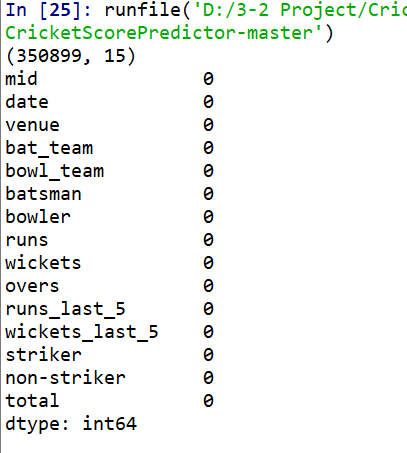 In [25]: runfile('D:/3-2 Project/Cric
CricketScorePredictor-master')
(350899, 15)
mid 0
date 0
venue 0
bat_team 0
bowl_team 0
batsman 0
bowler 0
runs 0
wickets 0
overs 0
runs_last_5 0
wickets_last_5 0
striker 0
non-striker 0
total 0
dtype: int64